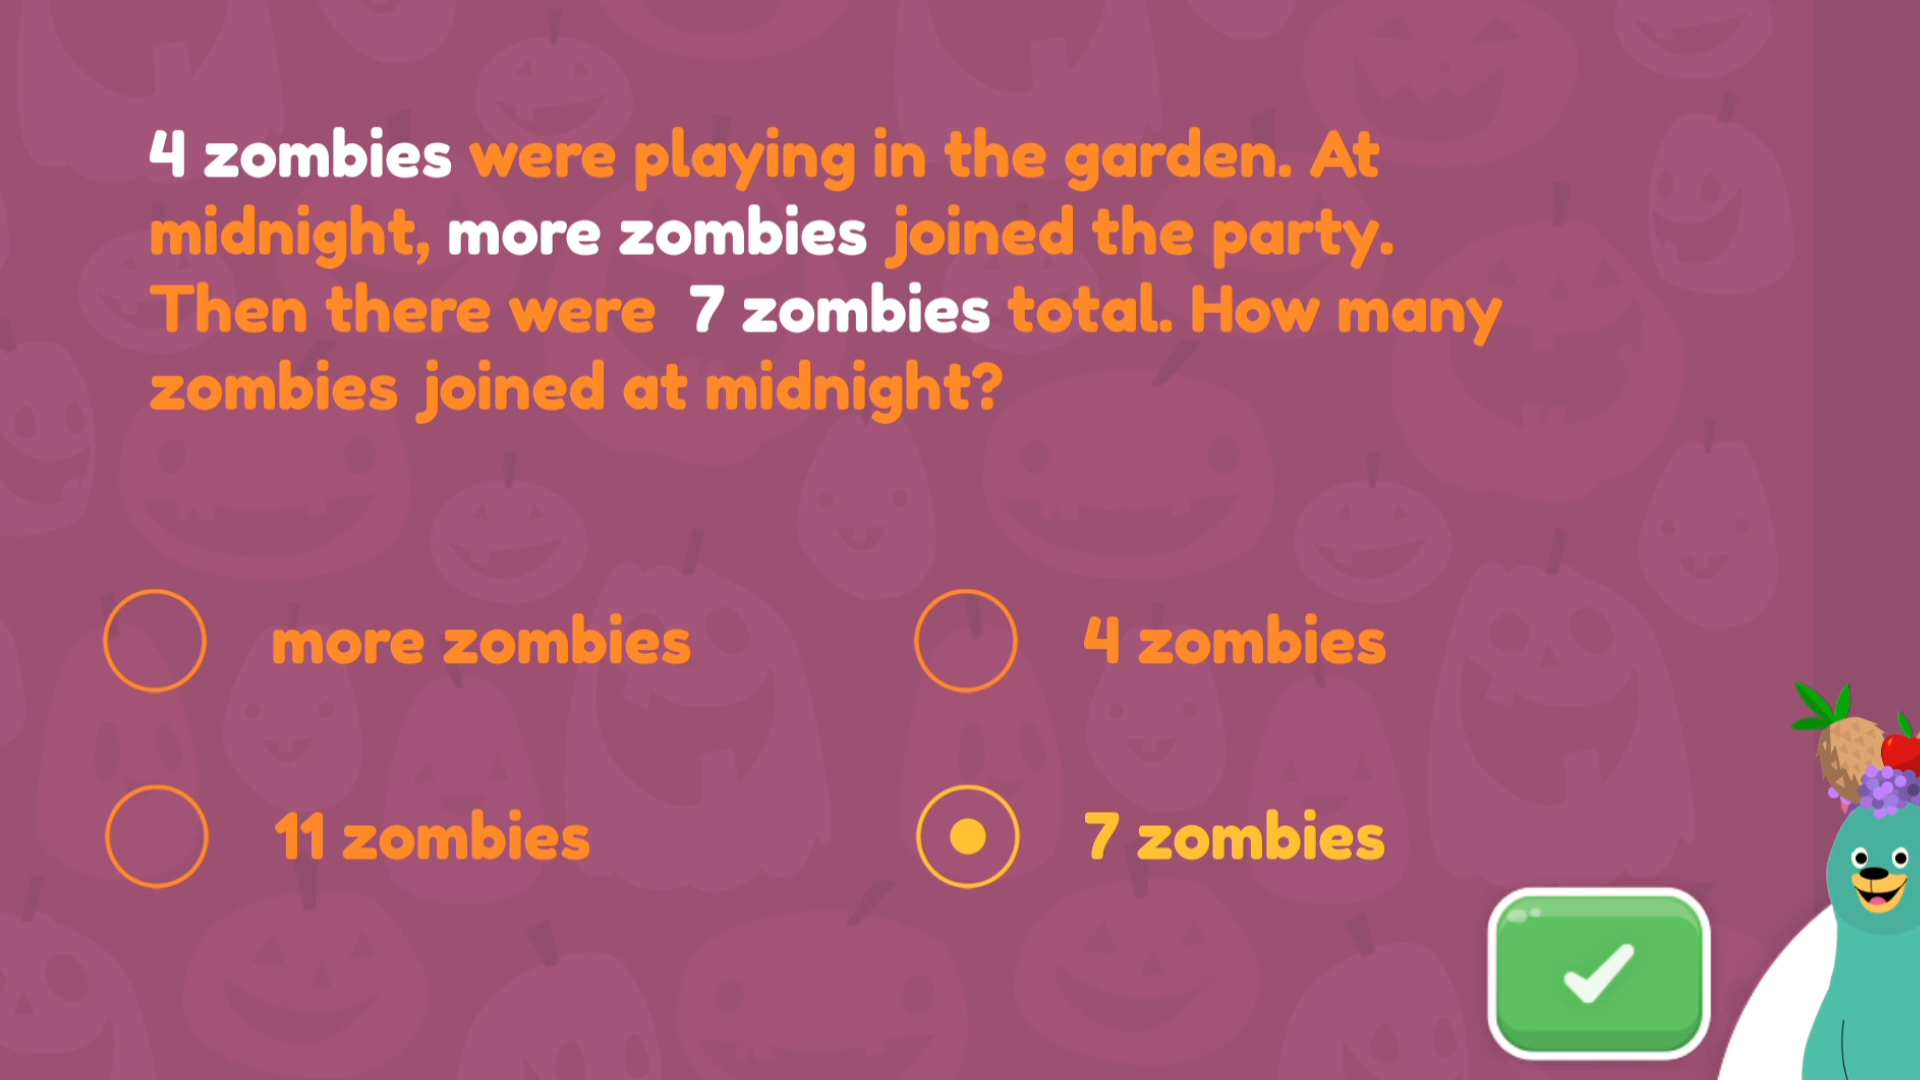 4 zombies were playing in the garden. At
midnight, more zombies joined the party.
Then there were 7 zombies total. How many
zombies joined at midnight?
more zombies
4 zombies
11 zombies
7 zombies